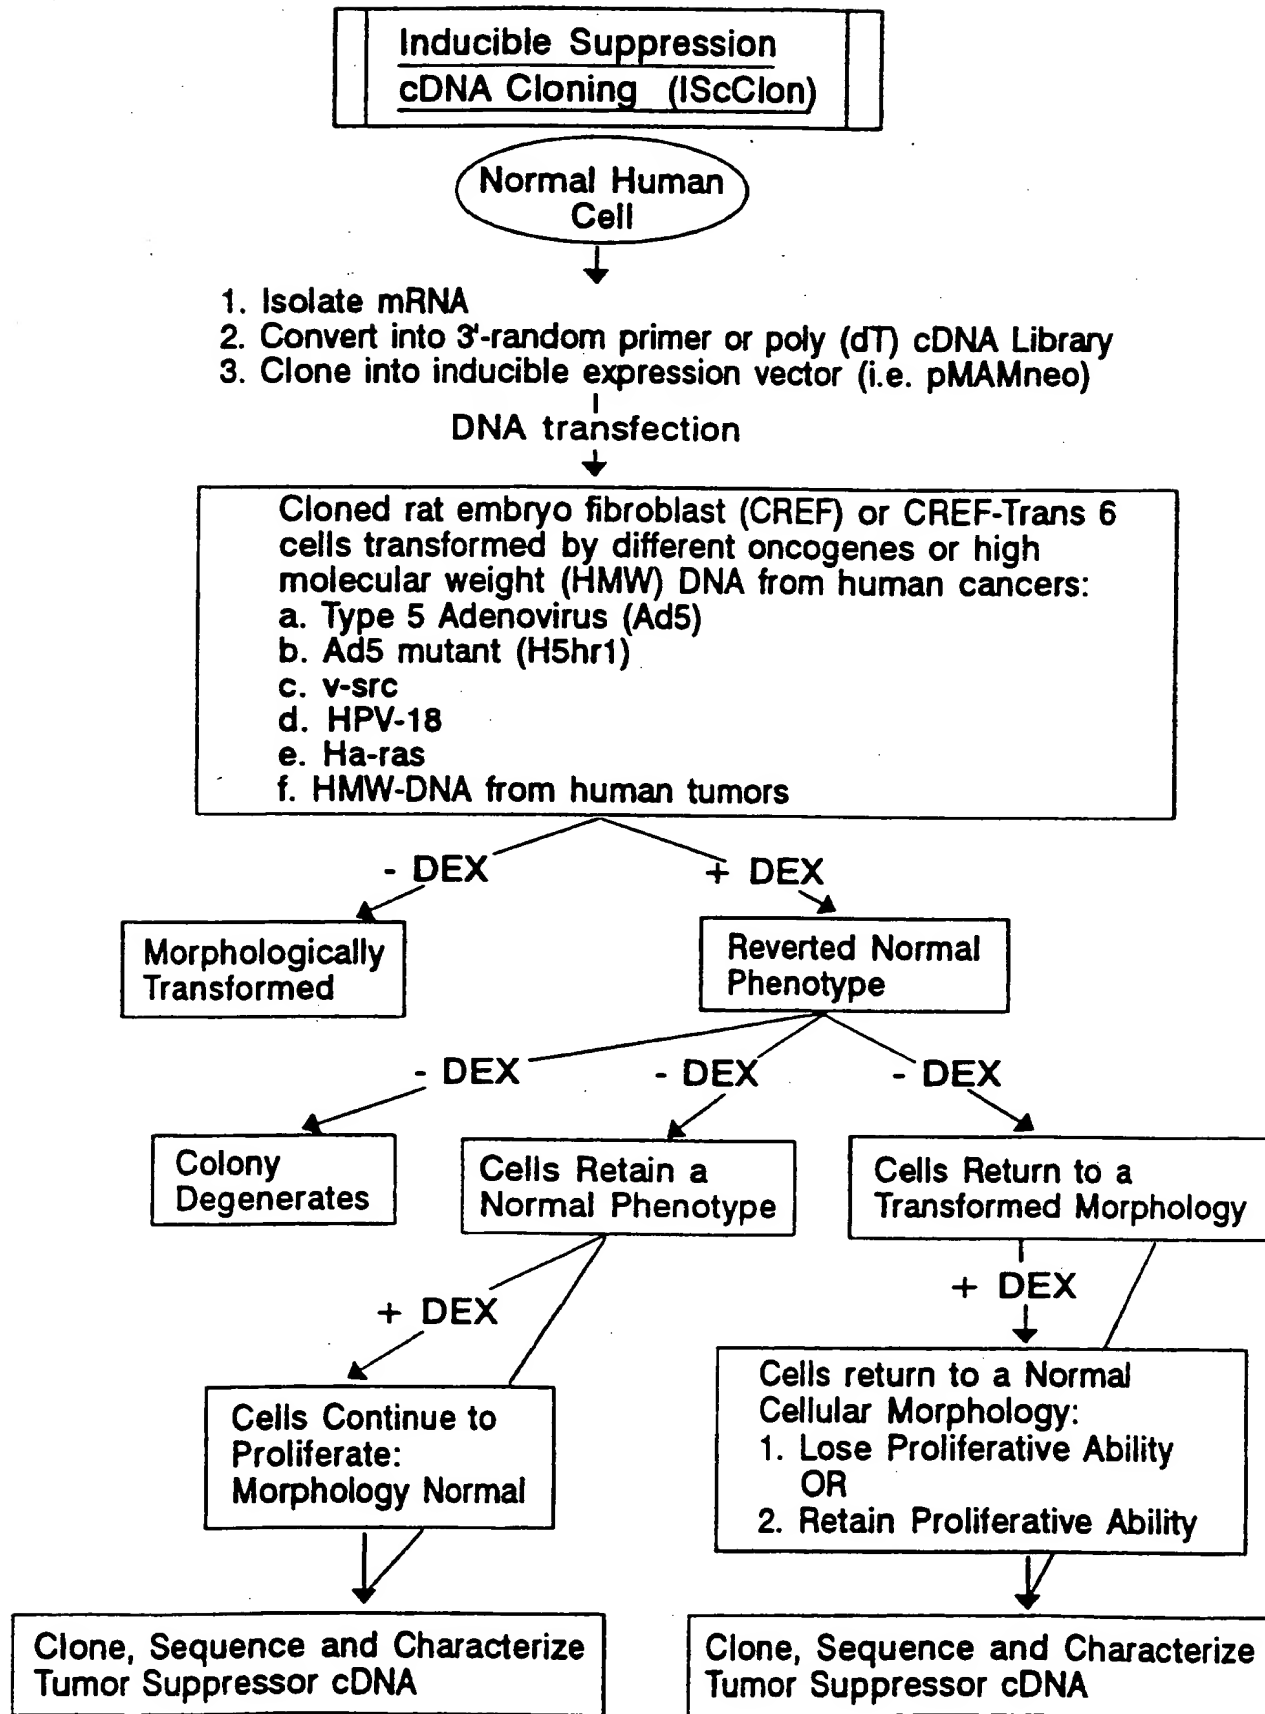 Inducible Suppression
cDNA Cloning (IScClon)
Normal Human
Cell
1. Isolate mRNA
2. Convert into 3'-random primer or poly (dT) cDNA Library
3. Clone into inducible expression vector (i.e. pMAMneo)
DNA transfection
Cloned rat embryo fibroblast (CREF) or CREF-Trans 6
cells transformed by different oncogenes or high
molecular weight (HMW) DNA from human cancers:
a. Type 5 Adenovirus (Ad5)
b. Ad5 mutant (H5hr1)
c. v-src
d. HPV-18
e. Ha-ras
f. HMW-DNA from human tumors
- DEX
+ DEX
Morphologically
Transformed
Reverted Normal
Phenotype
- DEX
- DEX
- DEX
Colony
Degenerates
Cells Retain a
Normal Phenotype
Cells Return to a
Transformed Morphology
+ DEX
+ DEX
Cells Continue to
Proliferate:
Morphology Normal
Cells return to a Normal
Cellular Morphology:
1. Lose Proliferative Ability
OR
2. Retain Proliferative Ability
Clone, Sequence and Characterize
Tumor Suppressor cDNA
Clone, Sequence and Characterize
Tumor Suppressor cDNA